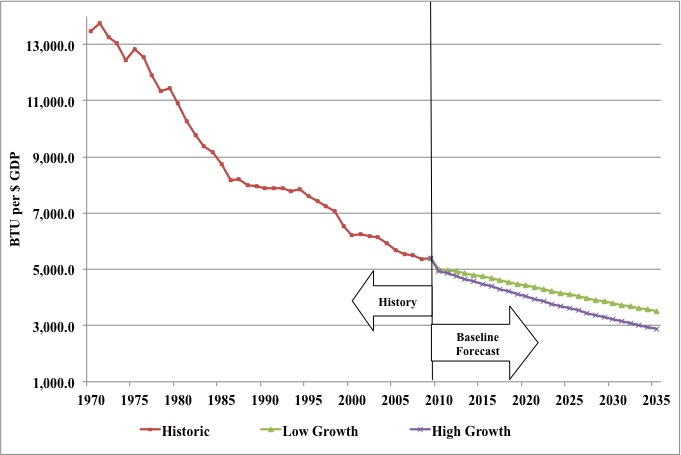 BTU per $ GDP
13,000.0
11,000.0
9,000.0
7,000.0
5,000.0
3,000.0
1,000.0
History
Baseline
Forecast
1970 1975 1980 1985 1990 1995 2000 2005 2010 2015 2020 2025 2030 2035
Historic Low Growth High Growth